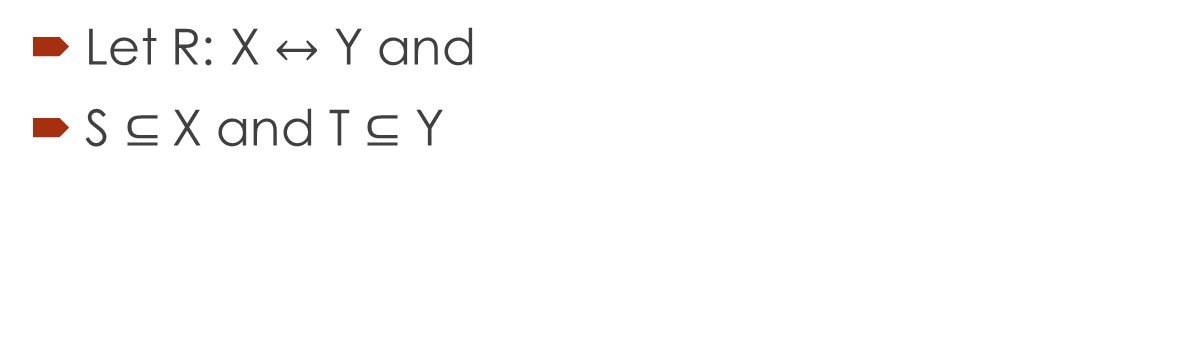 Let R: X ↔ Y and
S ⊆ X and T ⊆ Y